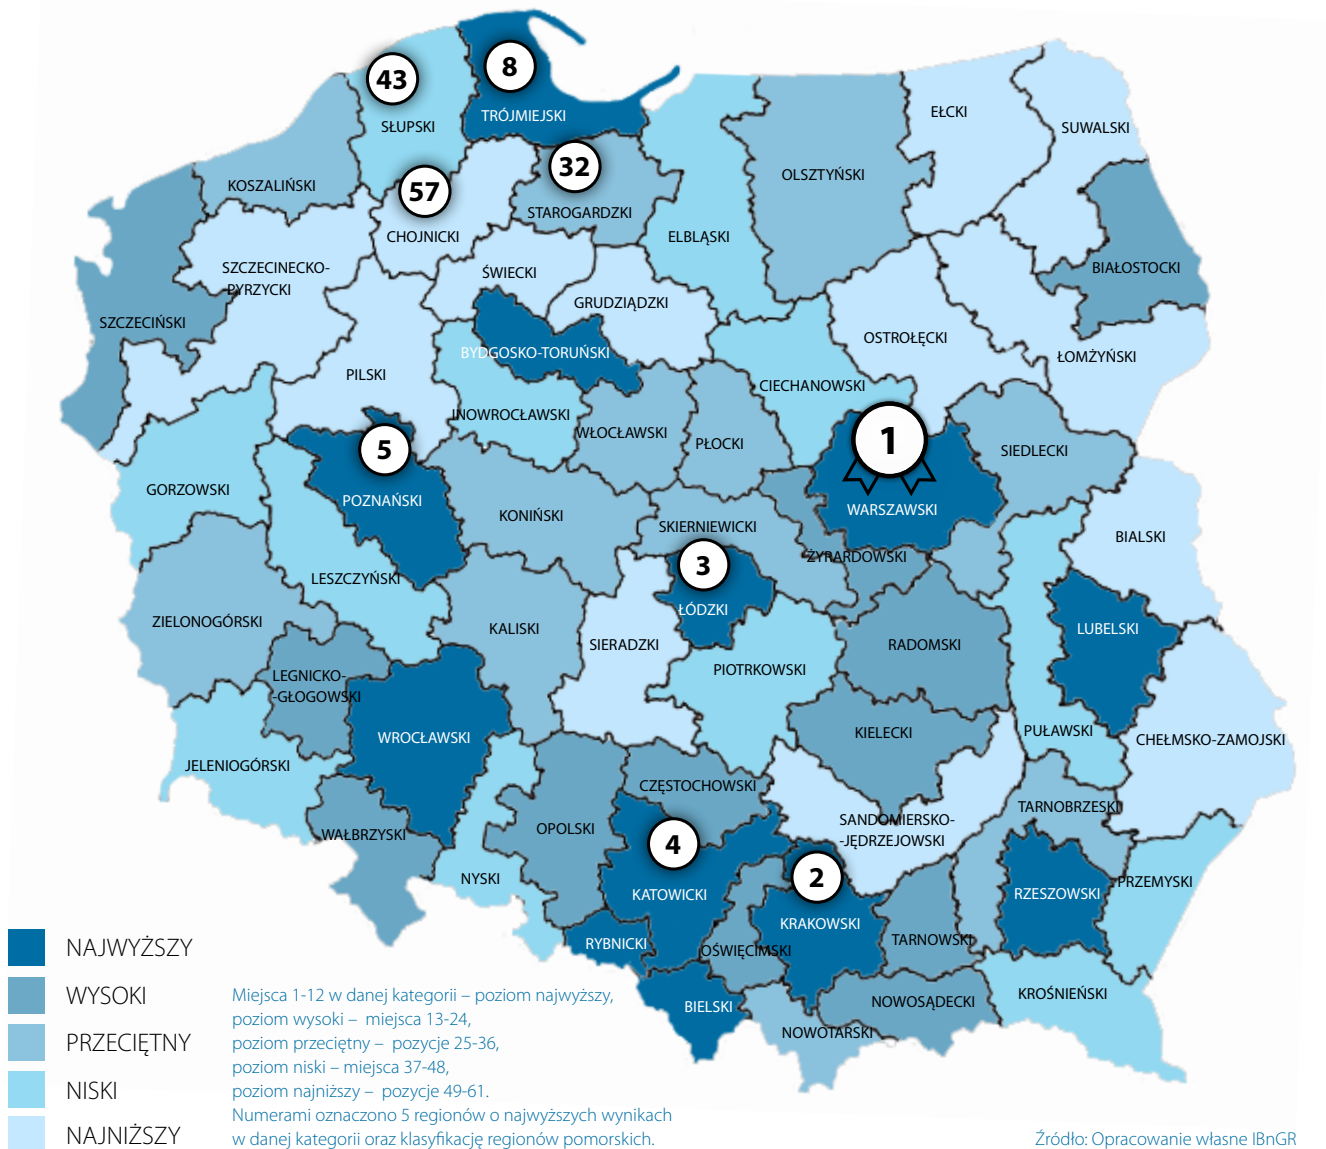 8
43
TRÓJMIEJSKI
SŁUPSKI
EŁCKI
SUWALSKI
32
57
OLSZTYŃSKI
KOSZALIŃSKI
STAROGARDZKI
CHOJNICKI
ELBLĄSKI
SZCZECINECKO-
-PYRZYCKI
ŚWIECKI
BIAŁOSTOCKI
GRUDZIĄDZKI
SZCZECIŃSKI
OSTROŁĘCKI
BYDGOSKO-TORUŃSKI
ŁOMŻYŃSKI
PILSKI
CIECHANOWSKI
INOWROCŁAWSKI
WŁOCŁAWSKI
PŁOCKI
1
5
SIEDLECKI
GORZOWSKI
POZNAŃSKI
WARSZAWSKI
KONIŃSKI
SKIERNIEWICKI
BIALSKI
ŻYRARDOWSKI
3
LESZCZYŃSKI
ŁÓDZKI
ZIELONOGÓRSKI
KALISKI
SIERADZKI
RADOMSKI
LUBELSKI
PIOTRKOWSKI
LEGNICKO-
-GŁOGOWSKI
WROCŁAWSKI
KIELECKI
PUŁAWSKI
CHEŁMSKO-ZAMOJSKI
JELENIOGÓRSKI
CZĘSTOCHOWSKI
TARNOBRZESKI
WAŁBRZYSKI
OPOLSKI
SANDOMIERSKO-
-JĘDRZEJOWSKI
4
2
NYSKI
KATOWICKI
RZESZOWSKI
PRZEMYSKI
KRAKOWSKI
RYBNICKI
OŚWIĘCIMSKI
TARNOWSKI
BIELSKI
NOWOSĄDECKI
KROŚNIEŃSKI
NOWOTARSKI
NAJWYŻSZY
WYSOKI
PRZECIĘTNY
NISKI
NAJNIŻSZY
Miejsca 1-12 w danej kategorii – poziom najwyższy,
poziom wysoki – miejsca 13-24,
poziom przeciętny – pozycje 25-36,
poziom niski – miejsca 37-48,
poziom najniższy – pozycje 49-61.
Numerami oznaczono 5 regionów o najwyższych wynikach
w danej kategorii oraz klasyfikację regionów pomorskich.
Źródło: Opracowanie własne IBnGR